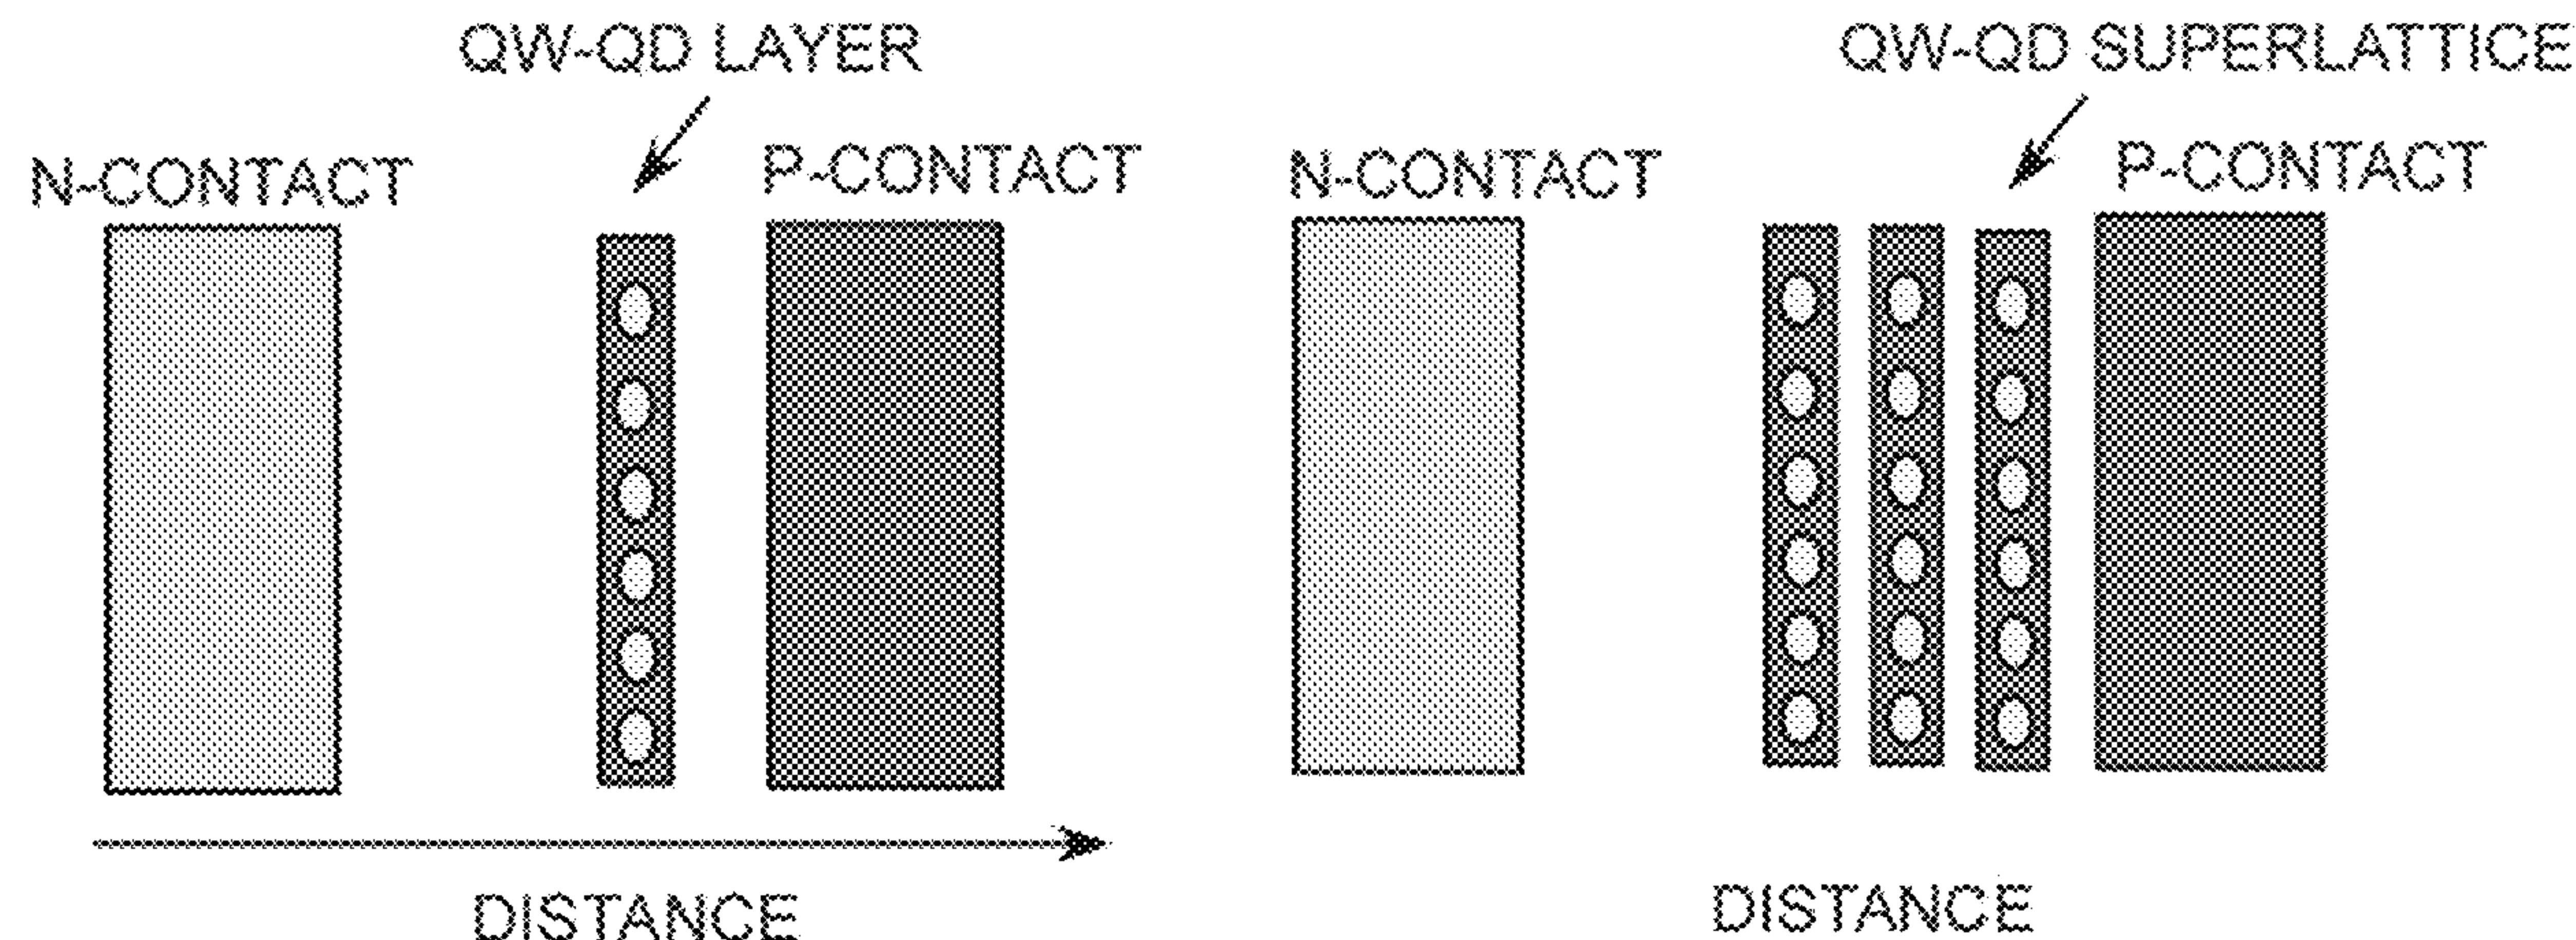 QW-QD LAYER
N-CONTACT
P-CONTACT
DISTANCE
QW-QD SUPERLATTICE
N-CONTACT
P-CONTACT
DISTANCE